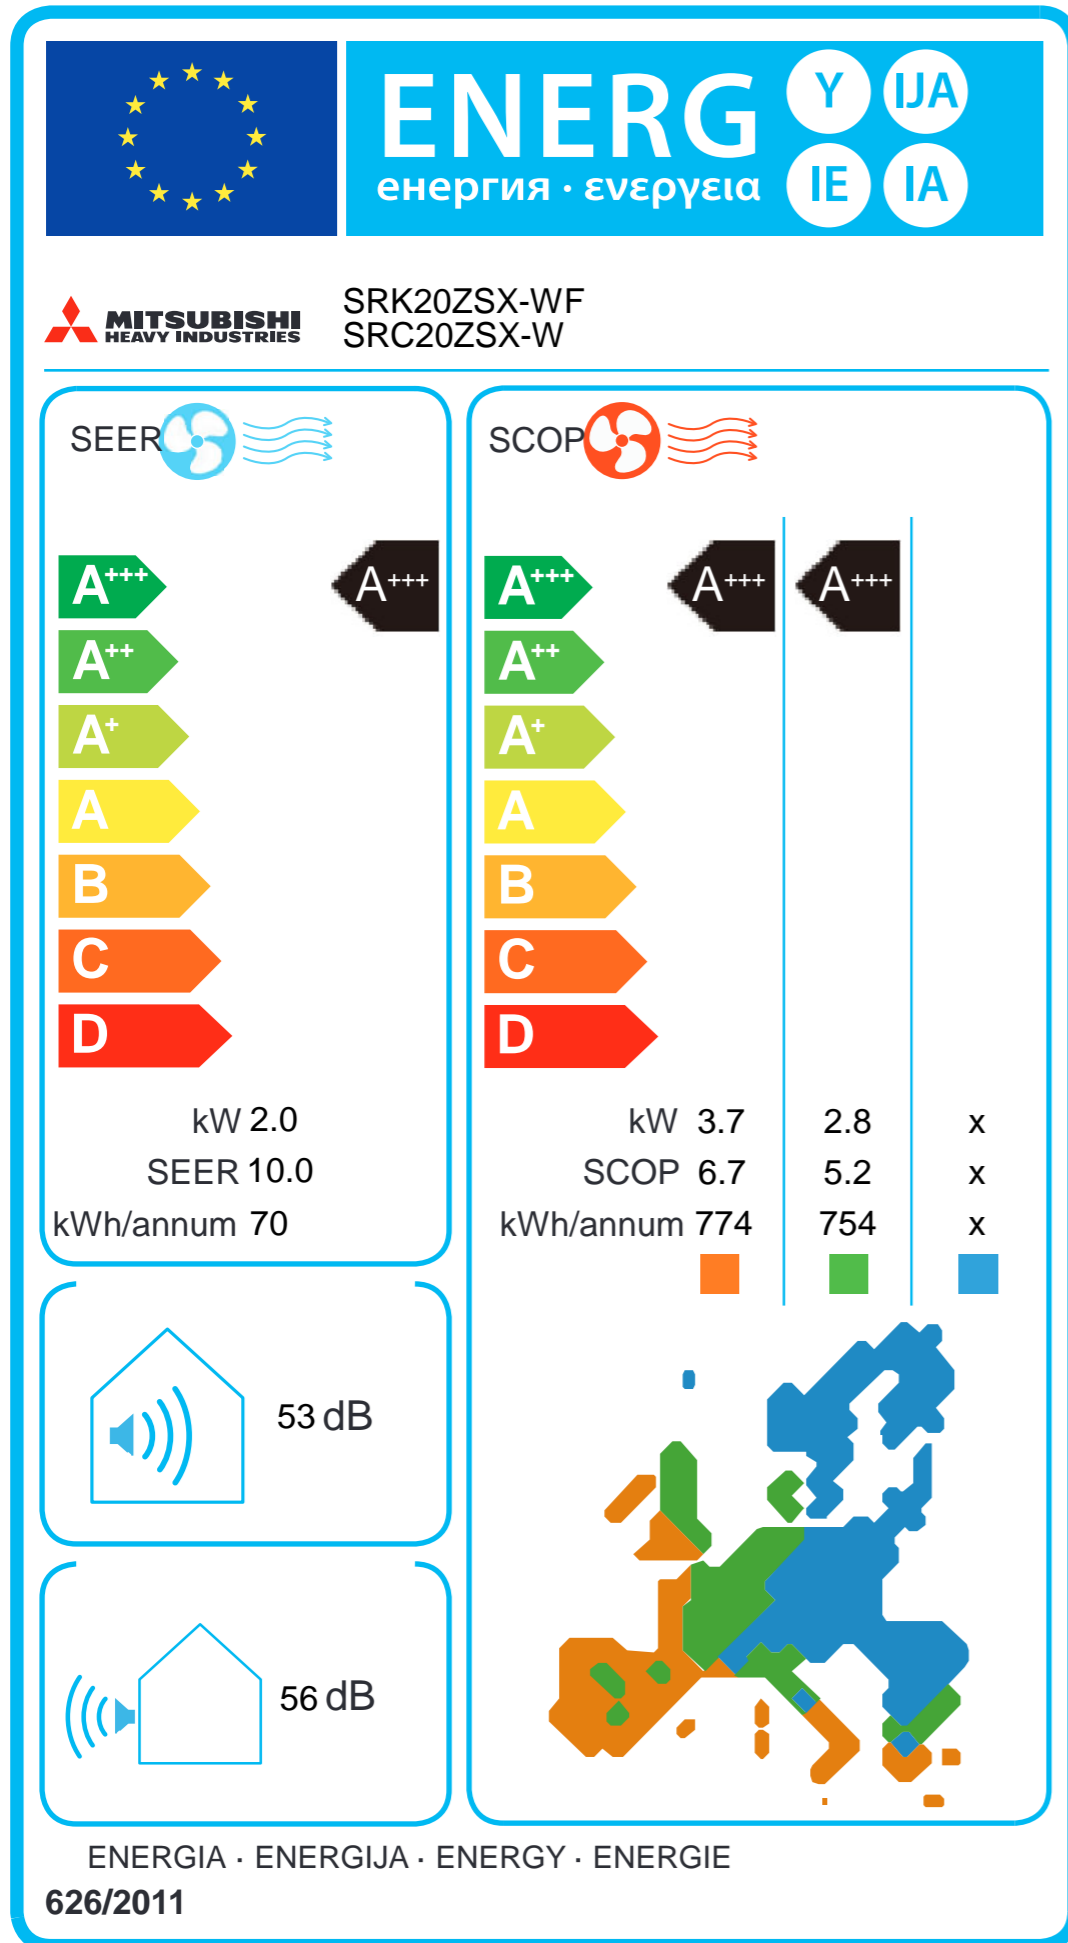 ENERG Y IJA
енергия · ενεργεια IE IA
MITSUBISHI
HEAVY INDUSTRIES
SRK20ZSX-WF
SRC20ZSX-W
SEER
A+++ A+++
A++
A+
A
B
C
D
kW 2.0
SEER 10.0
kWh/annum 70
SCOP
A+++ A+++ A+++
A++
A+
A
B
C
D
kW 3.7 2.8 x
SCOP 6.7 5.2 x
kWh/annum 774 754 x
53 dB
56 dB
ENERGIA · ENERGIJA · ENERGY · ENERGIE
626/2011